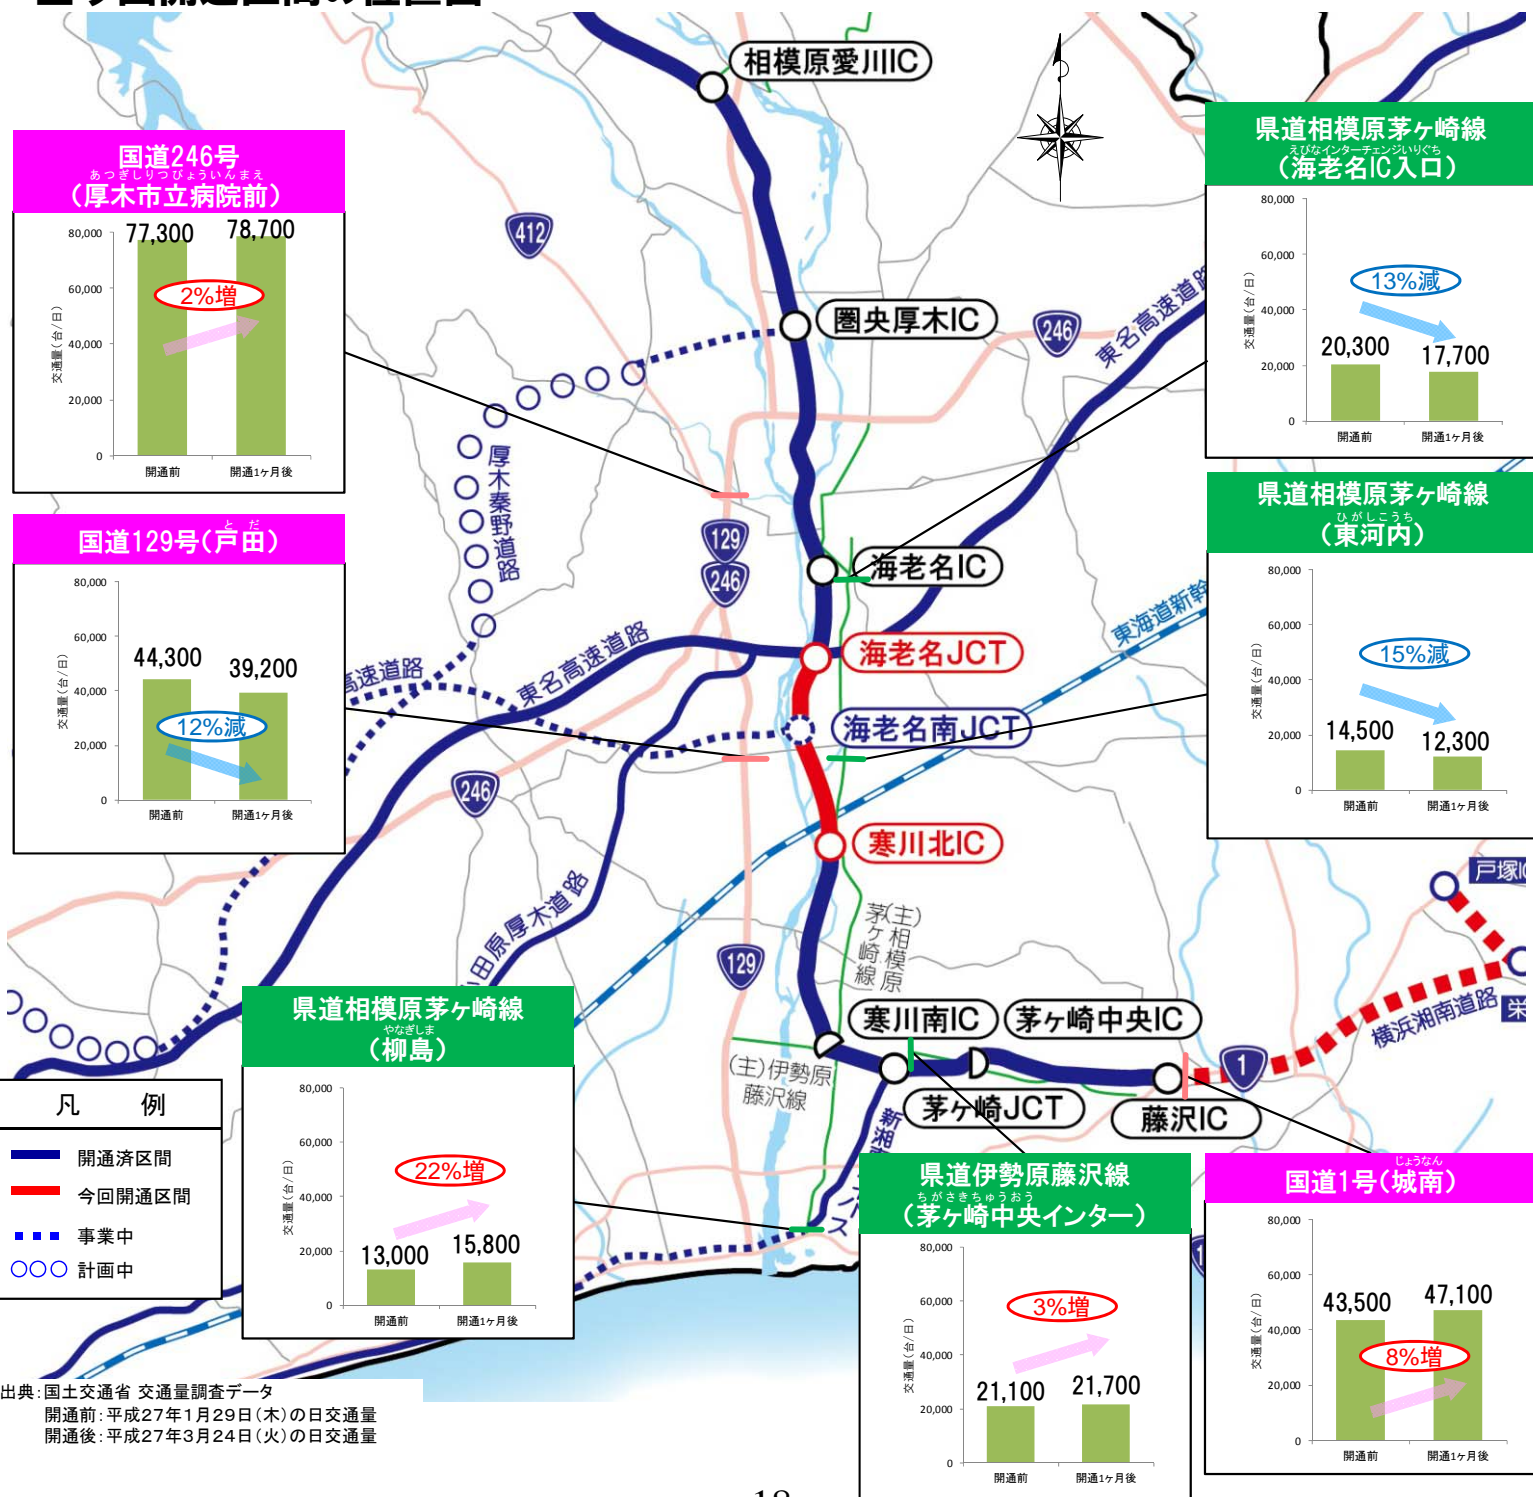 相模原愛川IC
国道246号
あつぎしりつびょういんまえ
(厚木市立病院前)
交通量(台/日)
80,000
60,000
40,000
20,000
0
77,300
78,700
2%増
開通前
開通1ヶ月後
412
圏央厚木IC
246
東名高速道路
県道相模原茅ヶ崎線
えびなインターチェンジいりぐち
(海老名IC入口)
交通量(台/日)
80,000
60,000
40,000
20,000
0
13%減
20,300
17,700
開通前
開通1ヶ月後
厚木秦野道路
129
246
海老名IC
国道129号(戸田)
とだ
交通量(台/日)
80,000
60,000
40,000
20,000
0
44,300
39,200
12%減
開通前
開通1ヶ月後
高速道路
東名高速道路
海老名JCT
東海道新幹
海老名南JCT
246
寒川北IC
県道相模原茅ヶ崎線
ひがしこうち
(東河内)
交通量(台/日)
80,000
60,000
40,000
20,000
0
15%減
14,500
12,300
開通前
開通1ヶ月後
戸塚IC
田原厚木道路
129
(主)相模原
茅ヶ崎線
寒川南IC
茅ヶ崎中央IC
横浜湘南道路
栄
1
(主)伊勢原
藤沢線
茅ヶ崎JCT
藤沢IC
新湘
県道相模原茅ヶ崎線
やなぎしま
(柳島)
交通量(台/日)
80,000
60,000
40,000
20,000
0
22%増
13,000
15,800
開通前
開通1ヶ月後
凡 例
開通済区間
今回開通区間
事業中
計画中
県道伊勢原藤沢線
ちがさきちゅうおう
(茅ヶ崎中央インター)
交通量(台/日)
80,000
60,000
40,000
20,000
0
3%増
21,100
21,700
開通前
開通1ヶ月後
じょうなん
国道1号(城南)
交通量(台/日)
80,000
60,000
40,000
20,000
0
43,500
47,100
8%増
開通前
開通1ヶ月後
出典:国土交通省 交通量調査データ
開通前:平成27年1月29日(木)の日交通量
開通後:平成27年3月24日(火)の日交通量